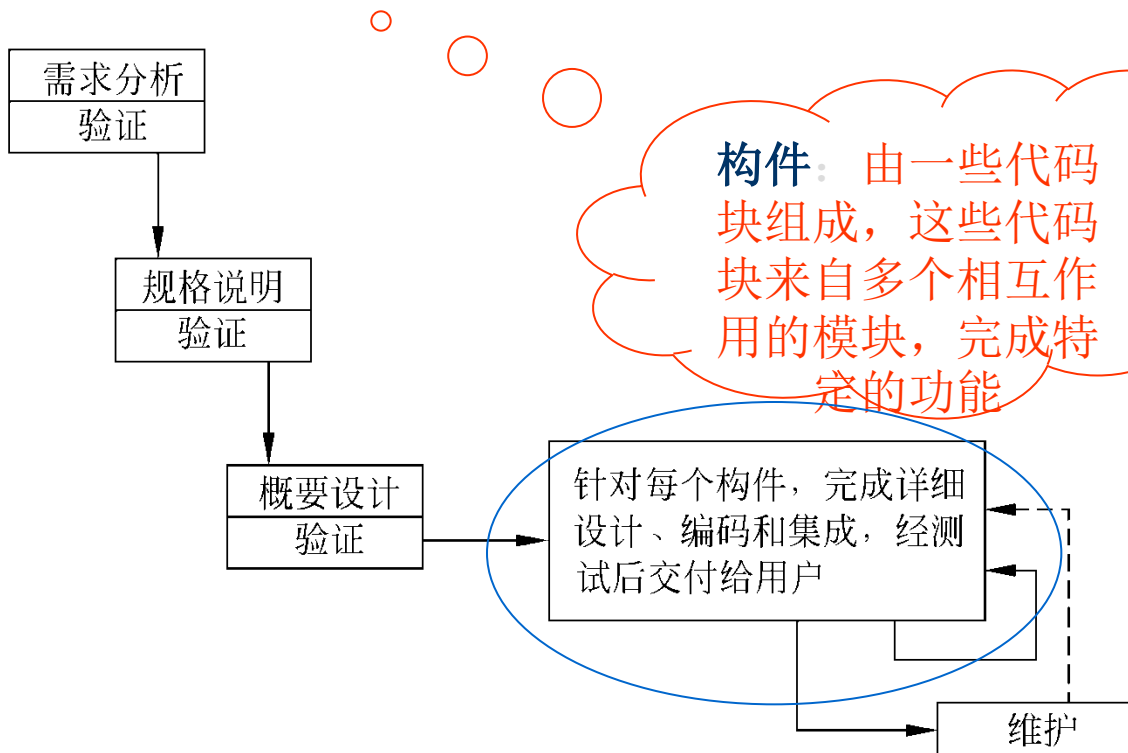 需求分析
验证
构件：由一些代码
块组成，这些代码
块来自多个相互作
用的模块，完成特
定的功能
规格说明
验证
概要设计
验证
针对每个构件，完成详细
设计、编码和集成，经测
试后交付给用户
维护